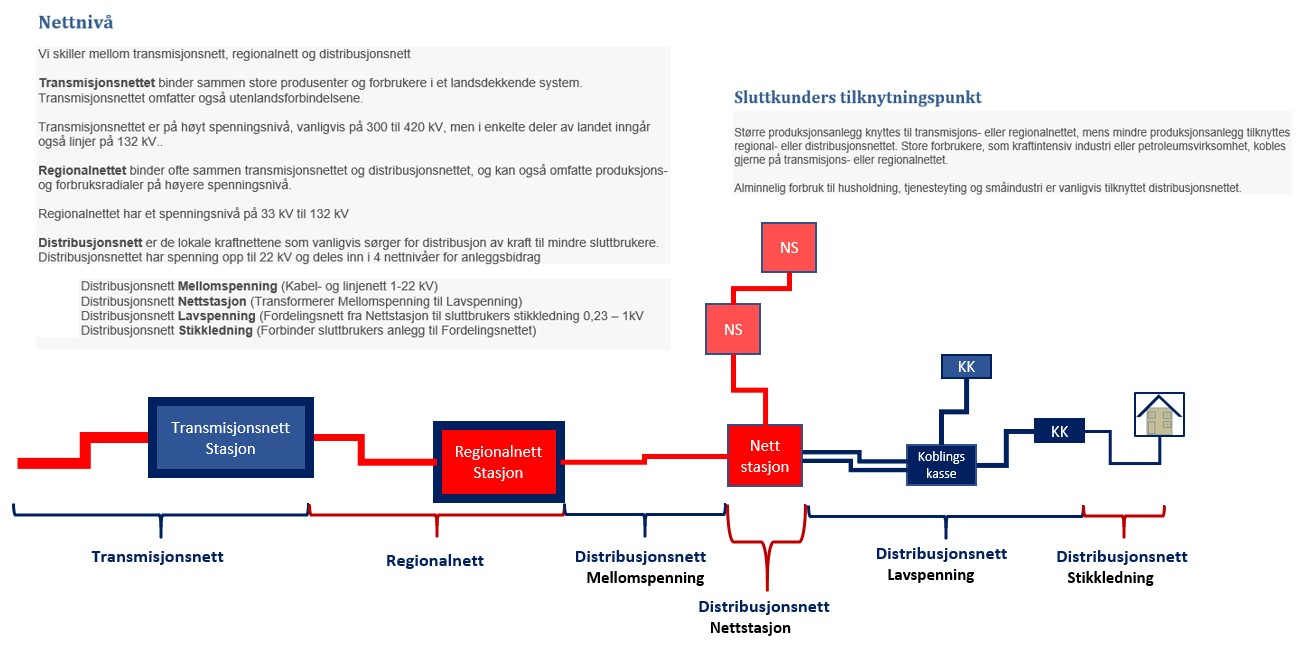 Nettnivå
Vi skiller mellom transmisjonsnett, regionalnett og distribusjonsnett
Transmisjonsnettet binder sammen store produsenter og forbrukere i et landsdekkende system.
Transmisjonsnettet omfatter også utenlandsforbindelsene.
Transmisjonsnettet er på høyt spenningsnivå, vanligvis på 300 til 420 kV, men i enkelte deler av landet inngår
også linjer på 132 kV..
Regionalnettet binder ofte sammen transmisjonsnettet og distribusjonsnettet, og kan også omfatte produksjons-
og forbruksradialer på høyere spenningsnivå.
Regionalnettet har et spenningsnivå på 33 kV til 132 kV
Distribusjonsnett er de lokale kraftnettene som vanligvis sørger for distribusjon av kraft til mindre sluttbrukere.
Distribusjonsnettet har spenning opp til 22 kV og deles inn i 4 nettnivåer for anleggsbidrag
Distribusjonsnett Mellomspenning (Kabel- og linjenett 1-22 kV)
Distribusjonsnett Nettstasjon (Transformerer Mellomspenning til Lavspenning)
Distribusjonsnett Lavspenning (Fordelingsnett fra Nettstasjon til sluttbrukers stikkledning 0,23 – 1kV
Distribusjonsnett Stikkledning (Forbinder sluttbrukers anlegg til Fordelingsnettet)
Sluttkunders tilknytningspunkt
Større produksjonsanlegg knyttes til transmisjons- eller regionalnettet, mens mindre produksjonsanlegg tilknyttes
regional- eller distribusjonsnettet. Store forbrukere, som kraftintensiv industri eller petroleumsvirksomhet, kobles
gjerne på transmisjons- eller regionalnettet.
Alminnelig forbruk til husholdning, tjenesteyting og småindustri er vanligvis tilknyttet distribusjonsnettet.
NS
NS
KK
Transmisjonsnett
Stasjon
Regionalnett
Stasjon
Nett
stasjon
Koblings
kasse
KK
Transmisjonsnett
Regionalnett
Distribusjonsnett
Mellomspenning
Distribusjonsnett
Nettstasjon
Distribusjonsnett
Lavspenning
Distribusjonsnett
Stikkledning